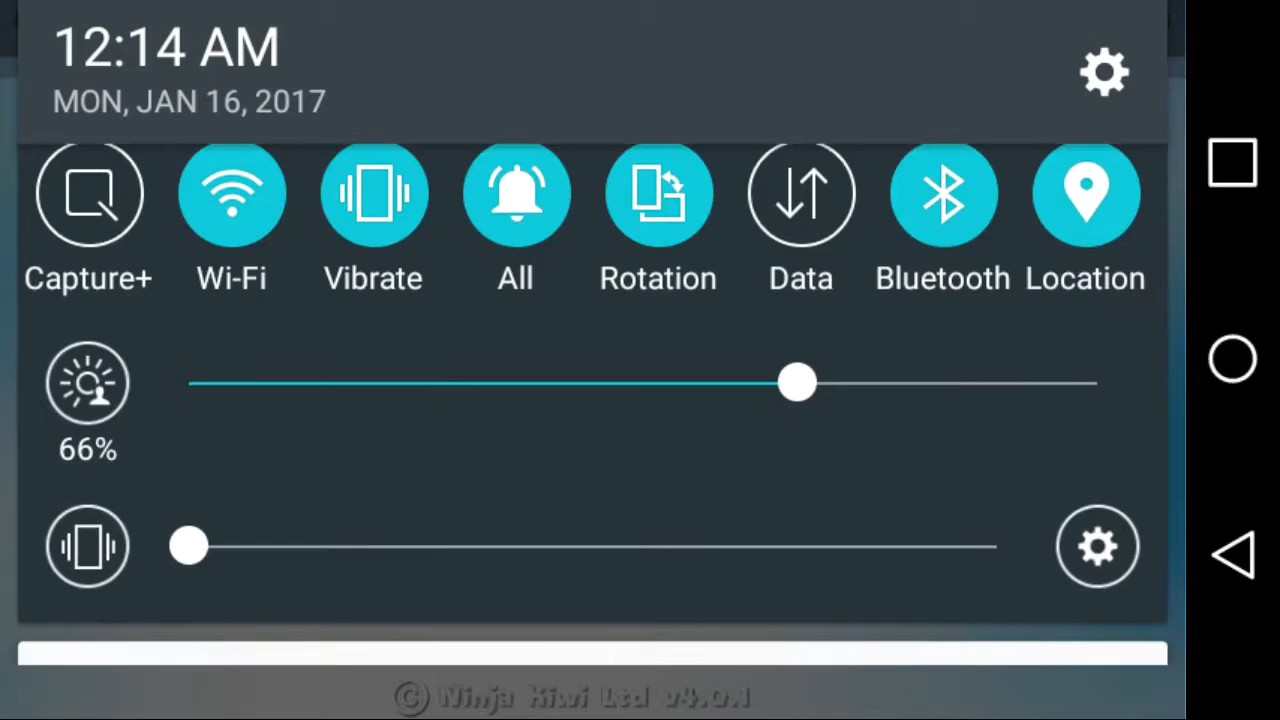 12:14 AM
MON, JAN 16, 2017
Capture+ Wi-Fi Vibrate All Rotation Data Bluetooth Location
66%
© Ninja Kiwi Ltd v4.0.1